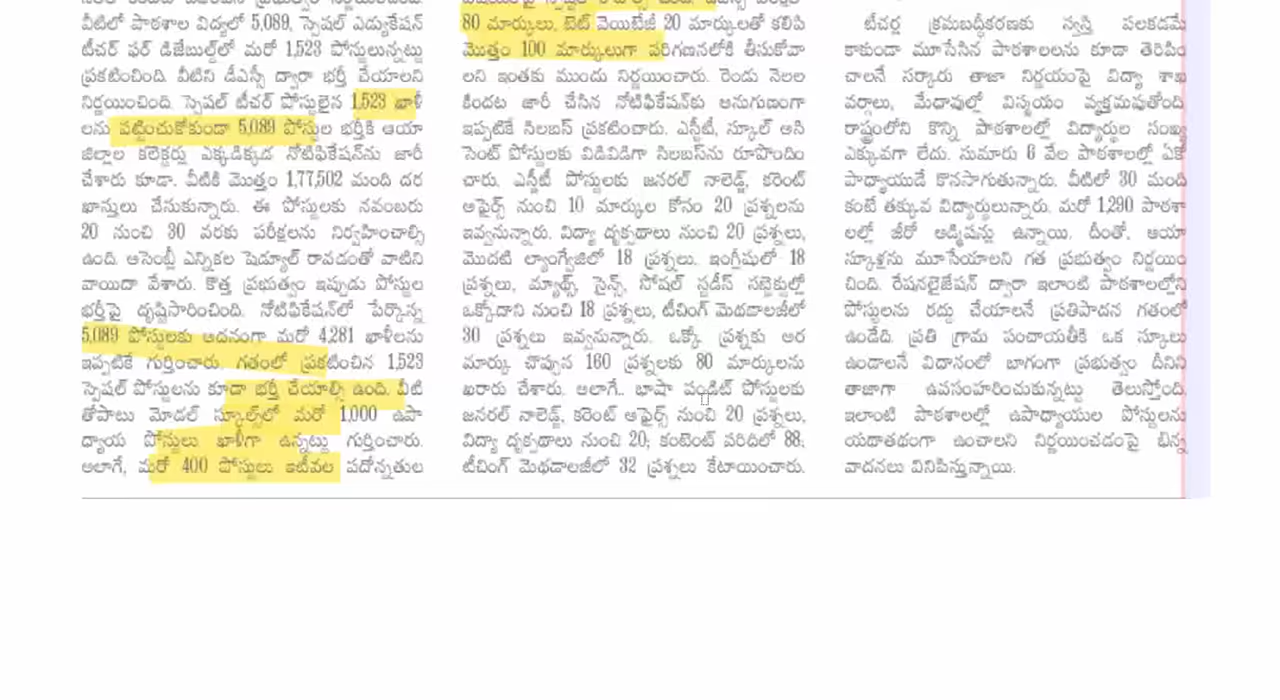 వీటిలో పాఠశాల విద్యలో 5,089, స్పెషల్ ఎడ్యుకేషన్
టీచర్ ఫర్ డిజేబుల్డ్‌లో మరో 1,523 పోస్టులున్నట్టు
ప్రకటించింది. వీటిని డీఎస్సీ ద్వారా భర్తీ చేయాలని
నిర్ణయించింది. స్పెషల్ టీచర్ పోస్టులైన 1,523 ఖాళీ
లను పట్టించుకోకుండా 5,089 పోస్టుల భర్తీకి ఆయా
జిల్లాల కలెక్టర్లు ఎక్కడికక్కడ నోటిఫికేషన్‌ను జారీ
చేశారు కూడా. వీటికి మొత్తం 1,77,502 మంది దర
ఖాస్తులు చేసుకున్నారు. ఈ పోస్టులకు నవంబరు
20 నుంచి 30 వరకు పరీక్షలను నిర్వహించాల్సి
ఉంది. అసెంబ్లీ ఎన్నికల షెడ్యూల్ రావడంతో వాటిని
వాయిదా వేశారు. కొత్త ప్రభుత్వం ఇప్పుడు పోస్టుల
భర్తీపై దృష్టిసారించింది. నోటిఫికేషన్‌లో పేర్కొన్న
5,089 పోస్టులకు అదనంగా మరో 4,281 ఖాళీలను
ఇప్పటికే గుర్తించారు. గతంలో ప్రకటించిన 1,523
స్పెషల్ పోస్టులను కూడా భర్తీ చేయాల్సి ఉంది. వీటి
తోపాటు మోడల్ స్కూల్స్‌లో మరో 1,000 ఉపా
ధ్యాయ పోస్టులు ఖాళీగా ఉన్నట్టు గుర్తించారు.
అలాగే, మరో 400 పోస్టులు ఇటీవల పదోన్నతుల
80 మార్కులు, టెట్ వెయిటేజీ 20 మార్కులతో కలిపి
మొత్తం 100 మార్కులుగా పరిగణనలోకి తీసుకోవా
లని ఇంతకు ముందు నిర్ణయించారు. రెండు నెలల
కిందట జారీ చేసిన నోటిఫికేషన్‌కు అనుగుణంగా
ఇప్పటికే సిలబస్ ప్రకటించారు. ఎస్జీటీ, స్కూల్ అసి
సెంట్ పోస్టులకు విడివిడిగా సిలబస్‌ను రూపొందిం
చారు. ఎస్జీటీ పోస్టులకు జనరల్ నాలెడ్జ్, కరెంట్
అఫైర్స్ నుంచి 10 మార్కుల కోసం 20 ప్రశ్నలను
ఇవ్వనున్నారు. విద్యా దృక్పథాలు నుంచి 20 ప్రశ్నలు,
మొదటి ల్యాంగ్వేజీలో 18 ప్రశ్నలు. ఇంగ్లీషులో 18
ప్రశ్నలు, మ్యాథ్స్, సైన్స్, సోషల్ స్టడీస్ సబ్జెక్టుల్లో
ఒక్కోదాని నుంచి 18 ప్రశ్నలు, టీచింగ్ మెథడాలజీలో
30 ప్రశ్నలు ఇవ్వనున్నారు. ఒక్కో ప్రశ్నకు అర
మార్కు చొప్పున 160 ప్రశ్నలకు 80 మార్కులను
ఖరారు చేశారు. అలాగే.. భాషా పండిట్ పోస్టులకు
జనరల్ నాలెడ్జ్, కరెంట్ అఫైర్స్ నుంచి 20 ప్రశ్నలు,
విద్యా దృక్పథాలు నుంచి 20; కంటెంట్ పరిధిలో 88;
టీచింగ్ మెథడాలజీలో 32 ప్రశ్నలు కేటాయించారు.
టీచర్ల క్రమబద్ధీకరణకు స్వస్తి పలకడమే
కాకుండా మూసేసిన పాఠశాలలను కూడా తెరిపిం
చాలనే సర్కారు తాజా నిర్ణయంపై విద్యా శాఖ
వర్గాలు, మేధావుల్లో విస్మయం వ్యక్తమవుతోంది.
రాష్ట్రంలోని కొన్ని పాఠశాలల్లో విద్యార్థుల సంఖ్య
ఎక్కువగా లేదు. సుమారు 6 వేల పాఠశాలల్లో ఏకో
పాధ్యాయుడే కొనసాగుతున్నారు. వీటిలో 30 మంది
కంటే తక్కువ విద్యార్థులున్నారు. మరో 1,290 పాఠశా
లల్లో జీరో అడ్మిషన్లు ఉన్నాయి. దీంతో, ఆయా
స్కూళ్లను మూసేయాలని గత ప్రభుత్వం నిర్ణయిం
చింది. రేషనలైజేషన్ ద్వారా ఇలాంటి పాఠశాలల్లోని
పోస్టులను రద్దు చేయాలనే ప్రతిపాదన గతంలో
ఉండేది. ప్రతి గ్రామ పంచాయతీకి ఒక స్కూలు
ఉండాలనే విధానంలో బాగంగా ప్రభుత్వం దీనిని
తాజాగా ఉపసంహరించుకున్నట్టు తెలుస్తోంది.
ఇలాంటి పాఠశాలల్లో ఉపాధ్యాయుల పోస్టులను
యథాతథంగా ఉంచాలని నిర్ణయించడంపై భిన్న
వాదనలు వినిపిస్తున్నాయి.